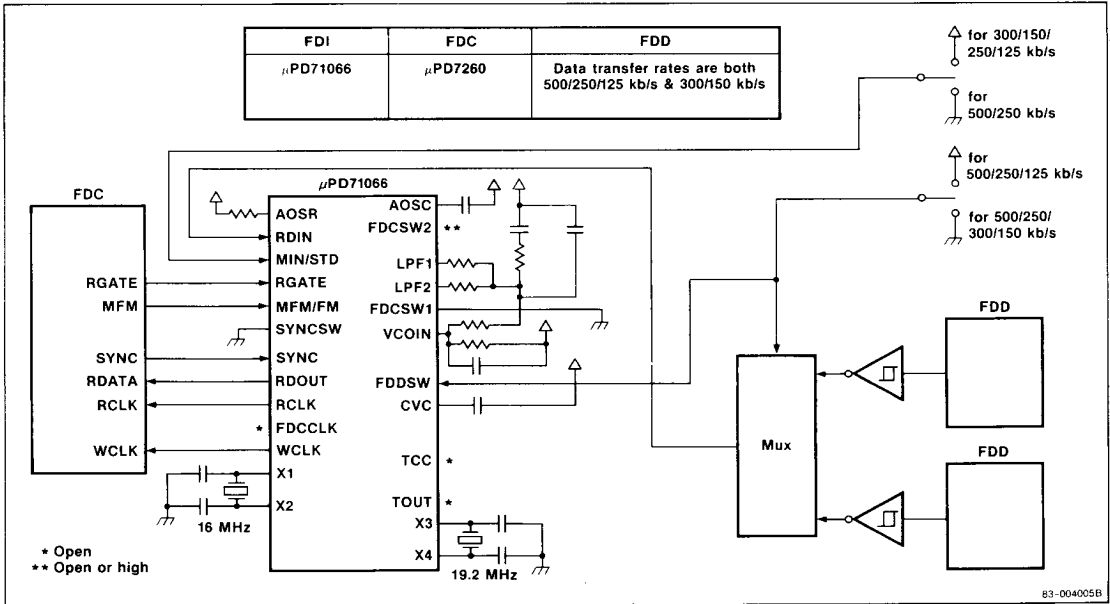 FDI FDC FDD
μPD71066 μPD7260 Data transfer rates are both
500/250/125 kb/s & 300/150 kb/s
for 300/150/
250/125 kb/s
for
500/250 kb/s
for
500/250/125 kb/s
for 500/250/
300/150 kb/s
FDC
RGATE
MFM
SYNC
RDATA
RCLK
WCLK
μPD71066
AOSR
RDIN
MIN/STD
RGATE
MFM/FM
SYNCSW
SYNC
RDOUT
RCLK
* FDCCLK
WCLK
X1
X2
16 MHz
AOSC
FDCSW2 **
LPF1
LPF2
FDCSW1
VCOIN
FDDSW
CVC
TCC *
TOUT *
X3
X4
19.2 MHz
Mux
FDD
FDD
* Open
** Open or high
83-004005B